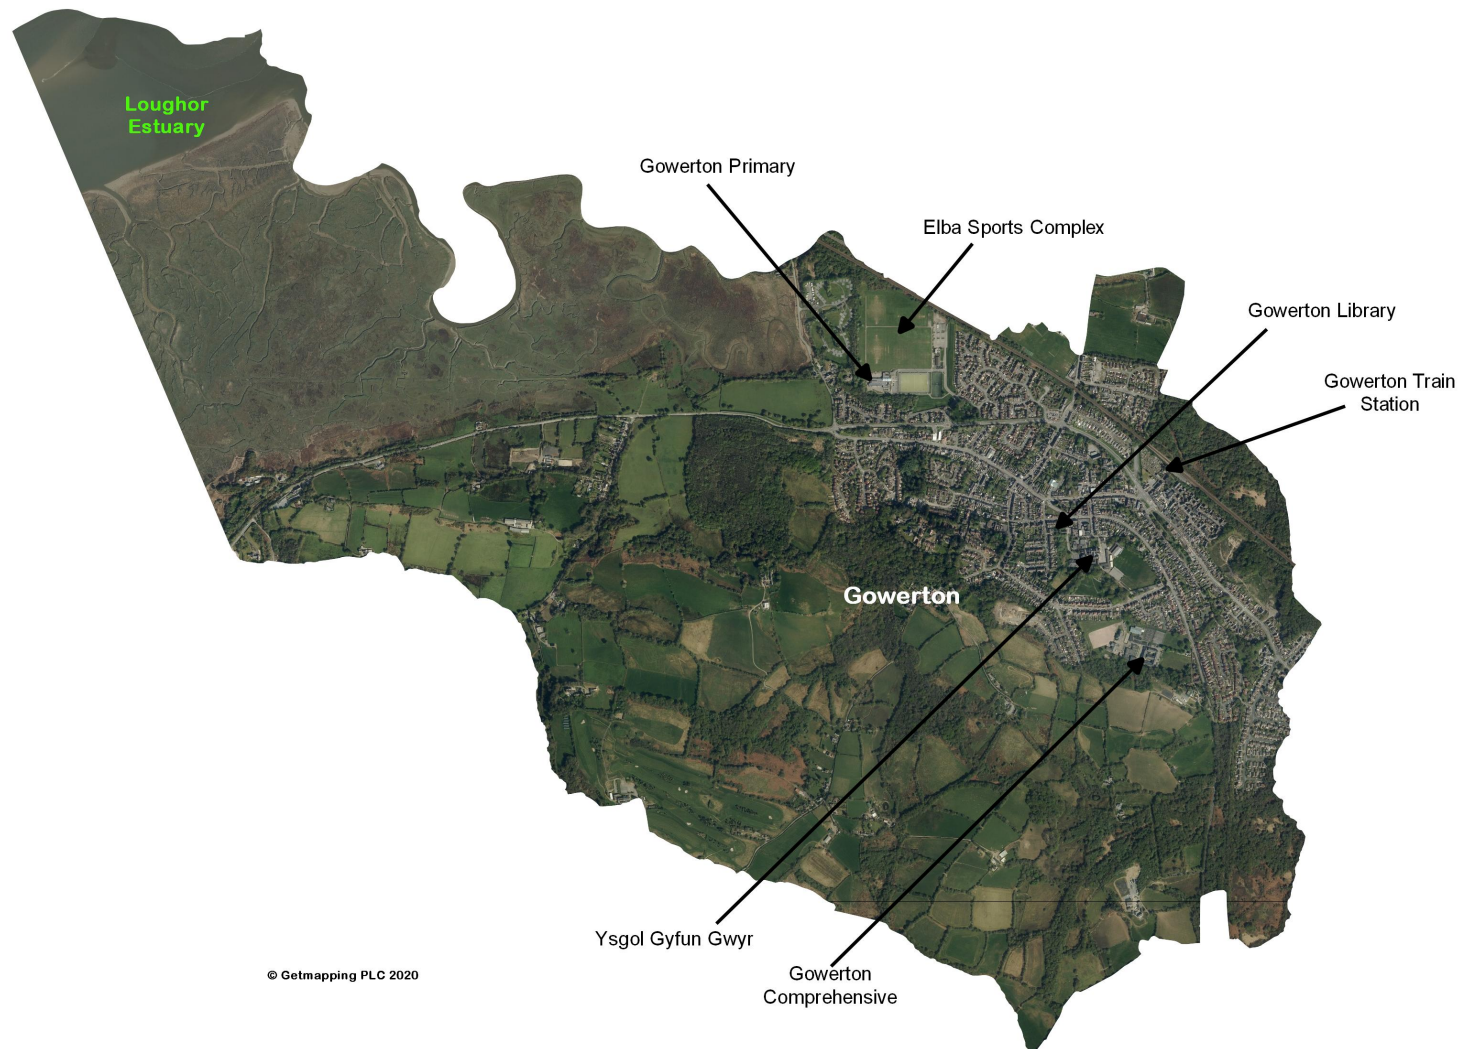 Loughor
Estuary
Gowerton Primary
Elba Sports Complex
Gowerton Library
Gowerton Train
Station
Gowerton
Ysgol Gyfun Gwyr
Gowerton
Comprehensive
© Getmapping PLC 2020